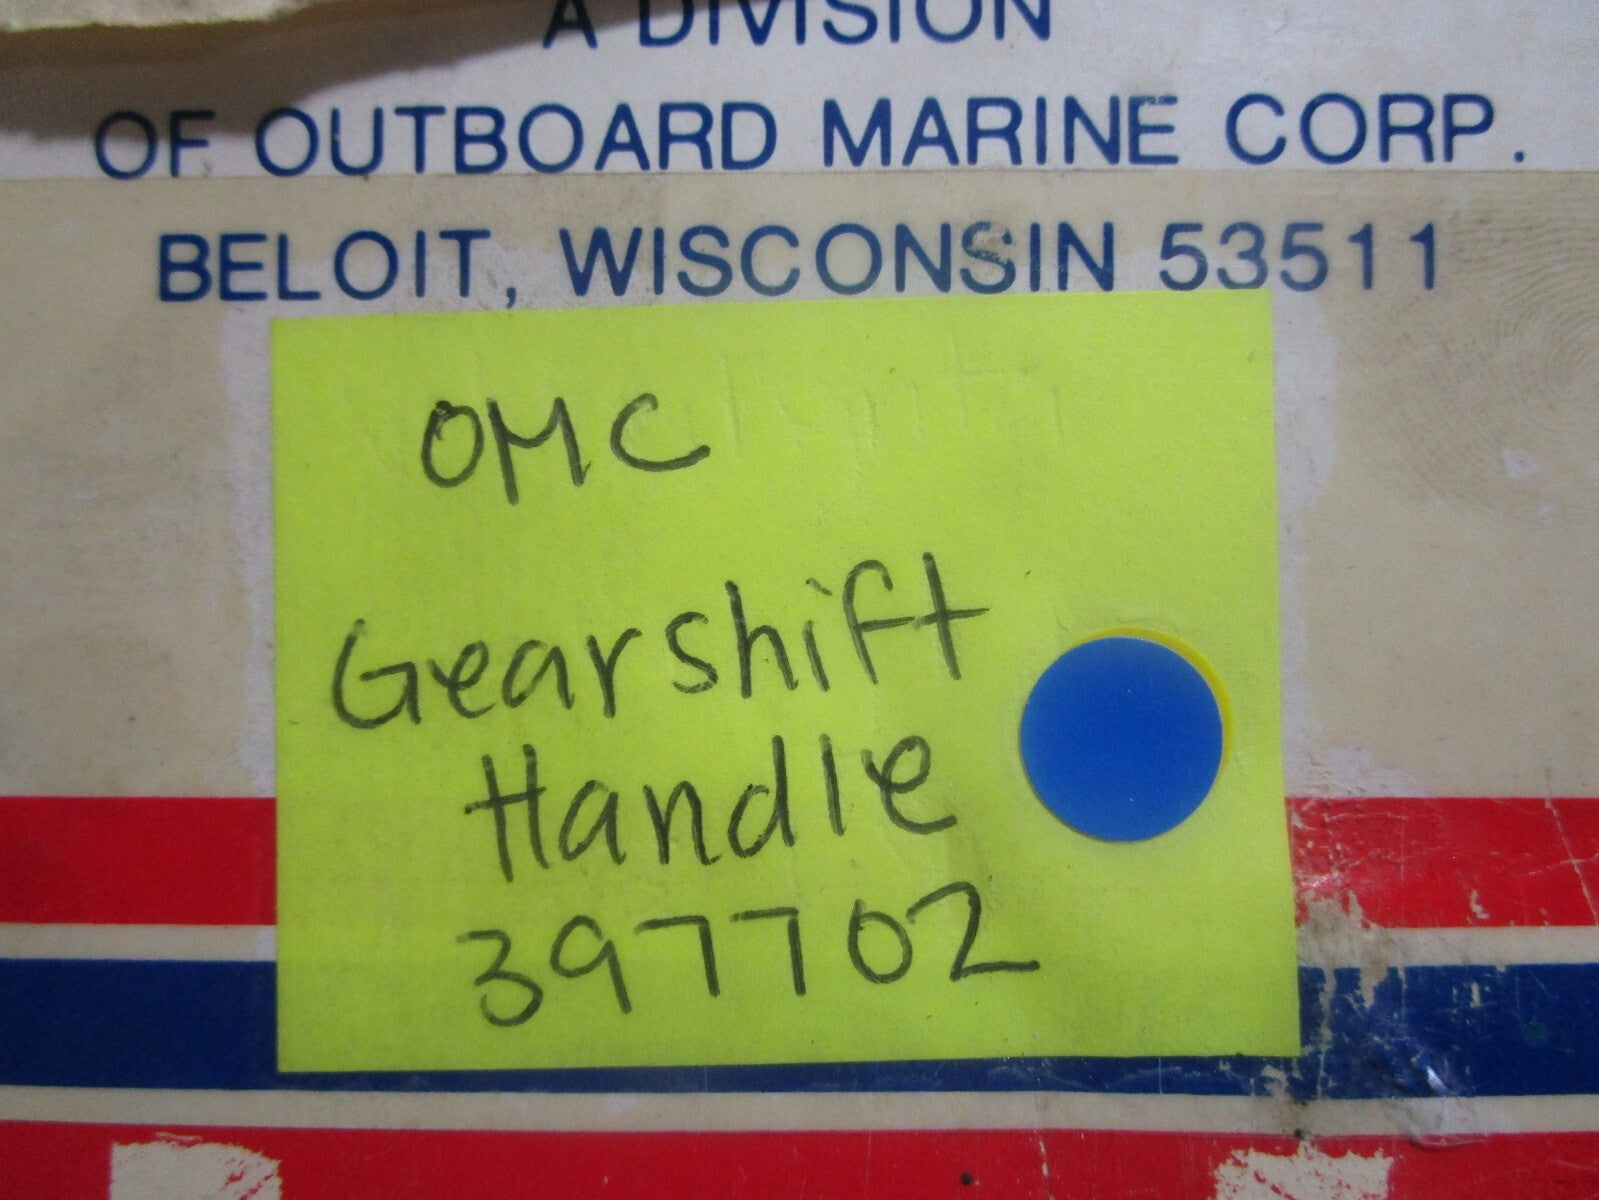 A DIVISION
OF OUTBOARD MARINE CORP.
BELOIT, WISCONSIN 53511
OMC
Gearshift
Handle
397702